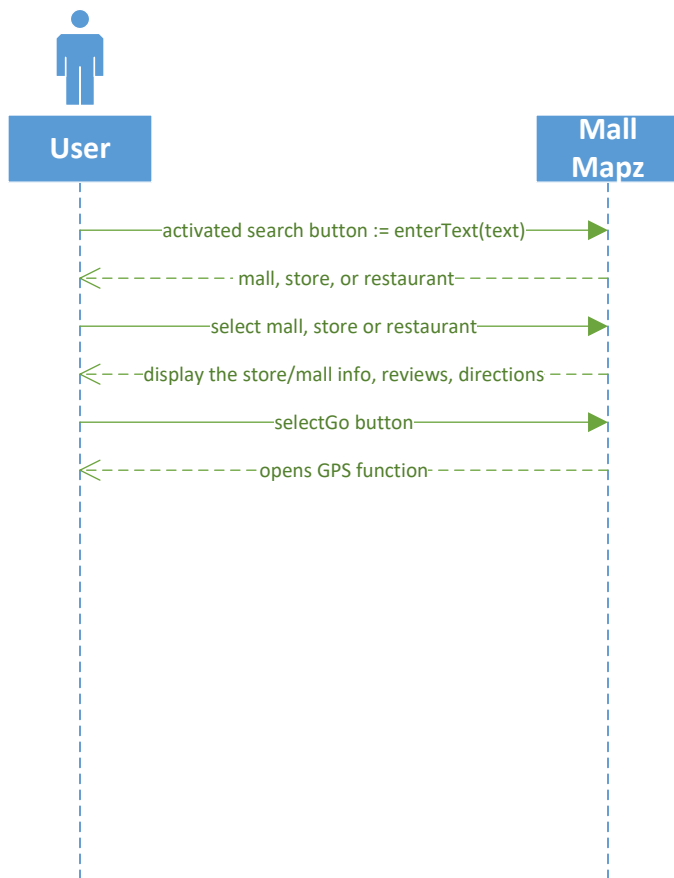 User
Mall
Mapz
activated search button := enterText(text)
mall, store, or restaurant
select mall, store or restaurant
display the store/mall info, reviews, directions
selectGo button
opens GPS function